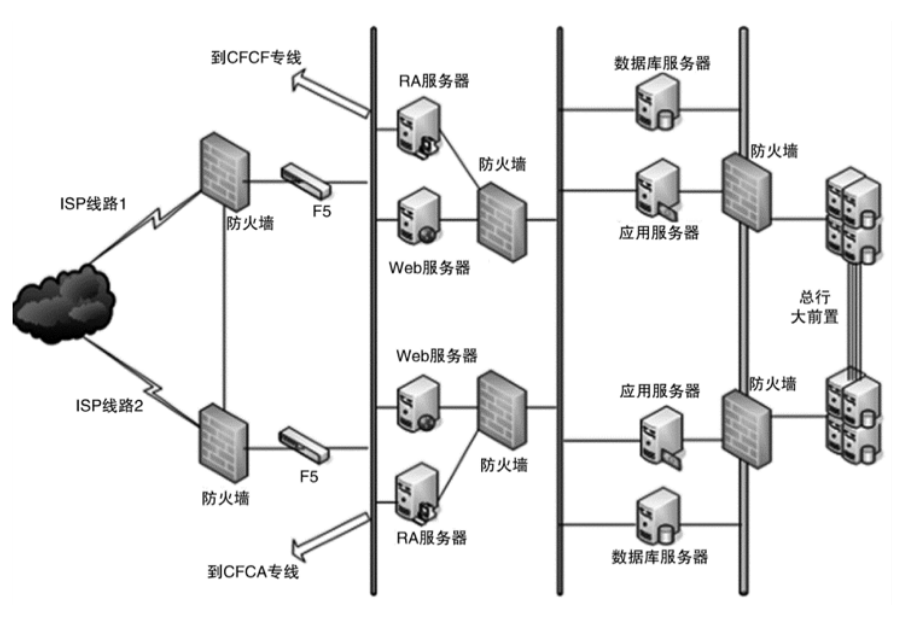 到CFCF专线
RA服务器
数据库服务器
防火墙
防火墙
ISP线路1
防火墙
F5
应用服务器
Web服务器
总行
大前置
Web服务器
ISP线路2
应用服务器
防火墙
防火墙
F5
防火墙
RA服务器
数据库服务器
到CFCA专线